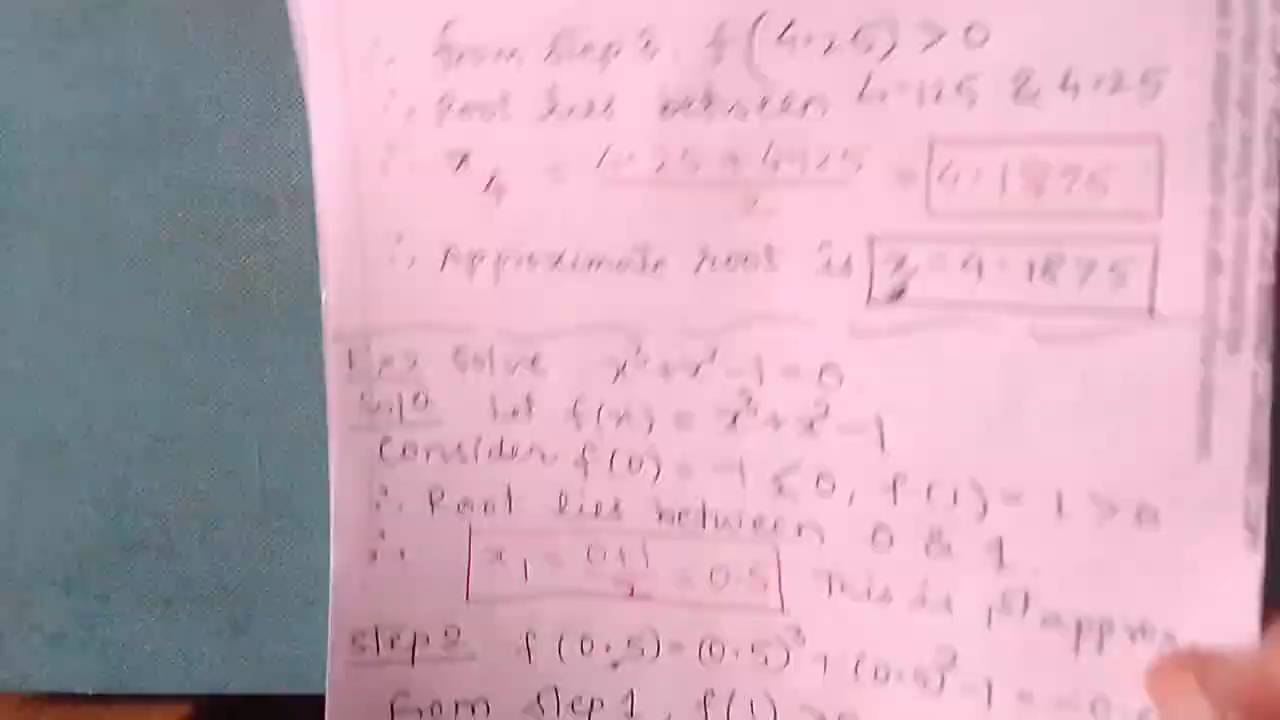 ∴ from step 3, f(4.25) > 0
∴ Root lies between 4.125 & 4.25
∴ x₄ = (4.25 + 4.125)/2 = 4.1875
∴ Approximate root is x = 4.1875
Ex2 Solve x³+x²-1=0
Sol? Let f(x) = x³+x²-1
Consider f(0) = -1 < 0, f(1) = 1 > 0
∴ Root lies between 0 & 1
∴ x₁ = (0+1)/2 = 0.5 This is 1st approx
Step 2 f(0.5) = (0.5)³ + (0.5)² - 1 =
From Step 1, f(1) > 0